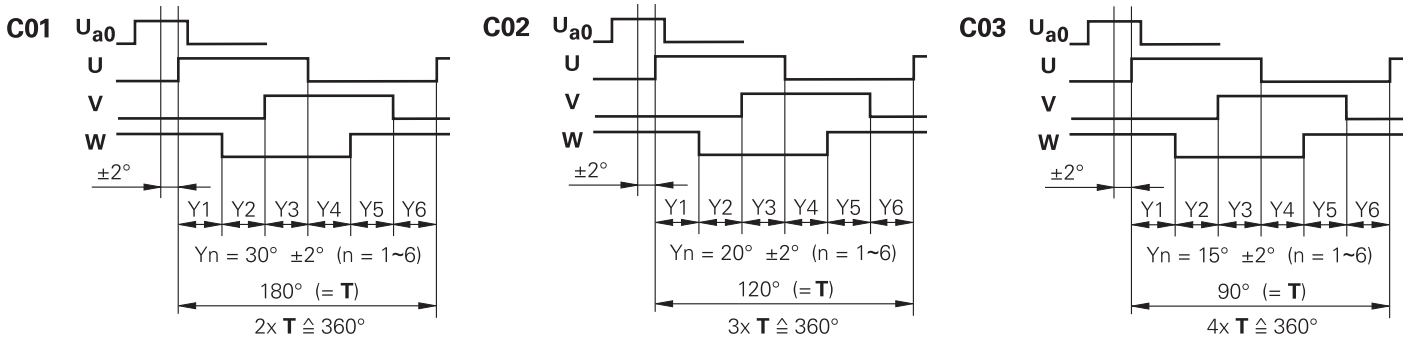 C01 Ua0
U
V
W
±2°
Y1 Y2 Y3 Y4 Y5 Y6
Yn = 30° ±2° (n = 1~6)
180° (= T)
2x T ≙ 360°
C02 Ua0
U
V
W
±2°
Y1 Y2 Y3 Y4 Y5 Y6
Yn = 20° ±2° (n = 1~6)
120° (= T)
3x T ≙ 360°
C03 Ua0
U
V
W
±2°
Y1 Y2 Y3 Y4 Y5 Y6
Yn = 15° ±2° (n = 1~6)
90° (= T)
4x T ≙ 360°